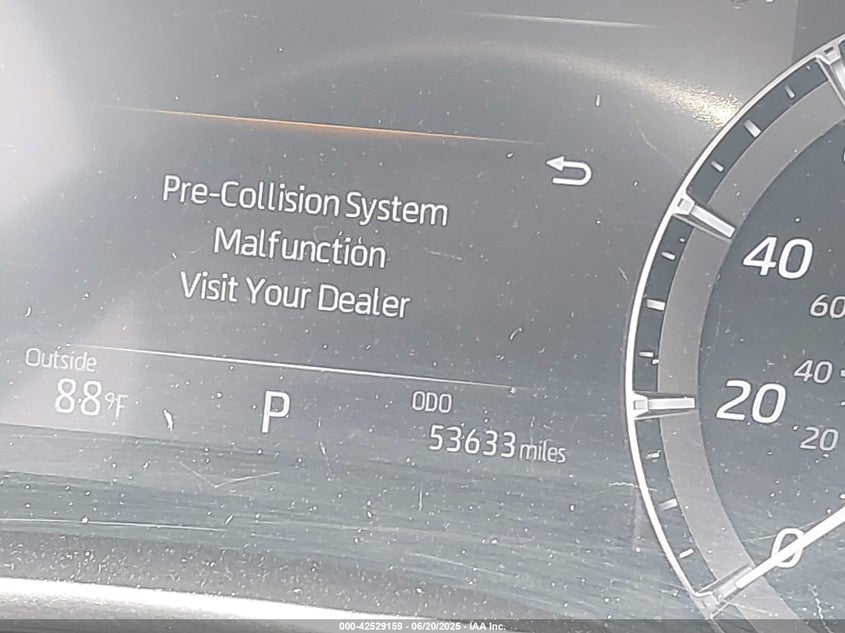 Pre-Collision System
Malfunction
Visit Your Dealer
Outside
88°F
P
ODO
53633 miles
40
60
40
20
20
0
000-42529159 - 06/20/2025 - IAA Inc.